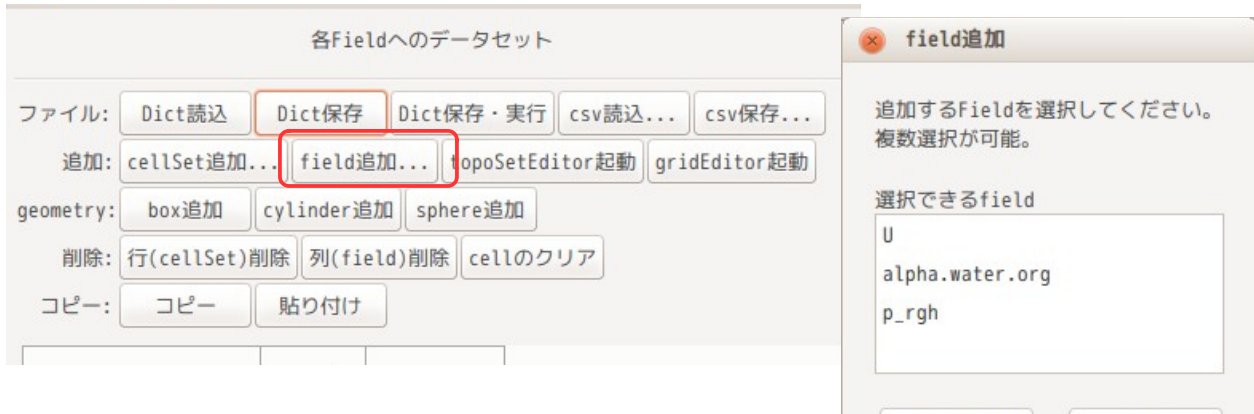 各Fieldへのデータセット
ファイル: Dict読込 Dict保存 Dict保存・実行 csv読込... csv保存...
追加: cellSet追加... field追加... topoSetEditor起動 gridEditor起動
geometry: box追加 cylinder追加 sphere追加
削除: 行(cellSet)削除 列(field)削除 cellのクリア
コピー: コピー 貼り付け
field追加
追加するFieldを選択してください。
複数選択が可能。
選択できるfield
U
alpha.water.org
p_rgh